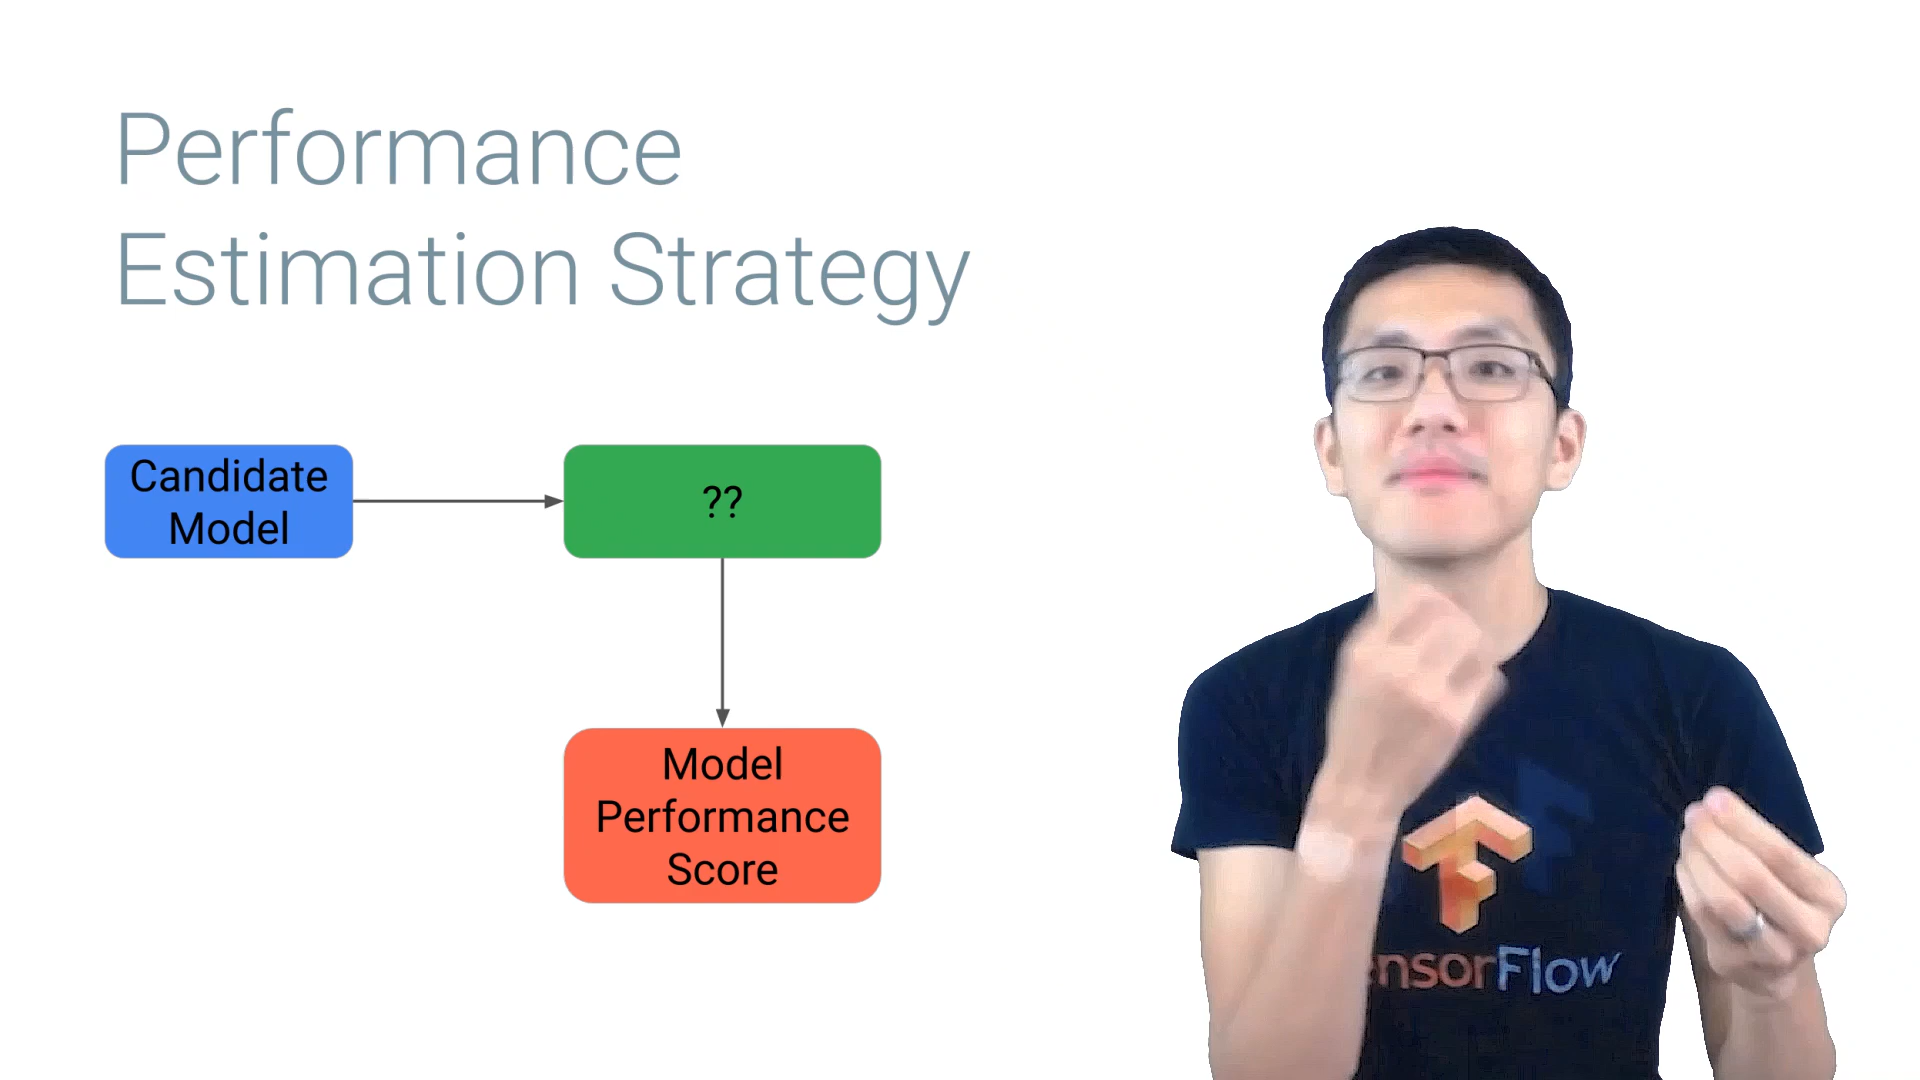 Performance
Estimation Strategy
Candidate
Model
??
Model
Performance
Score
nsorFlow